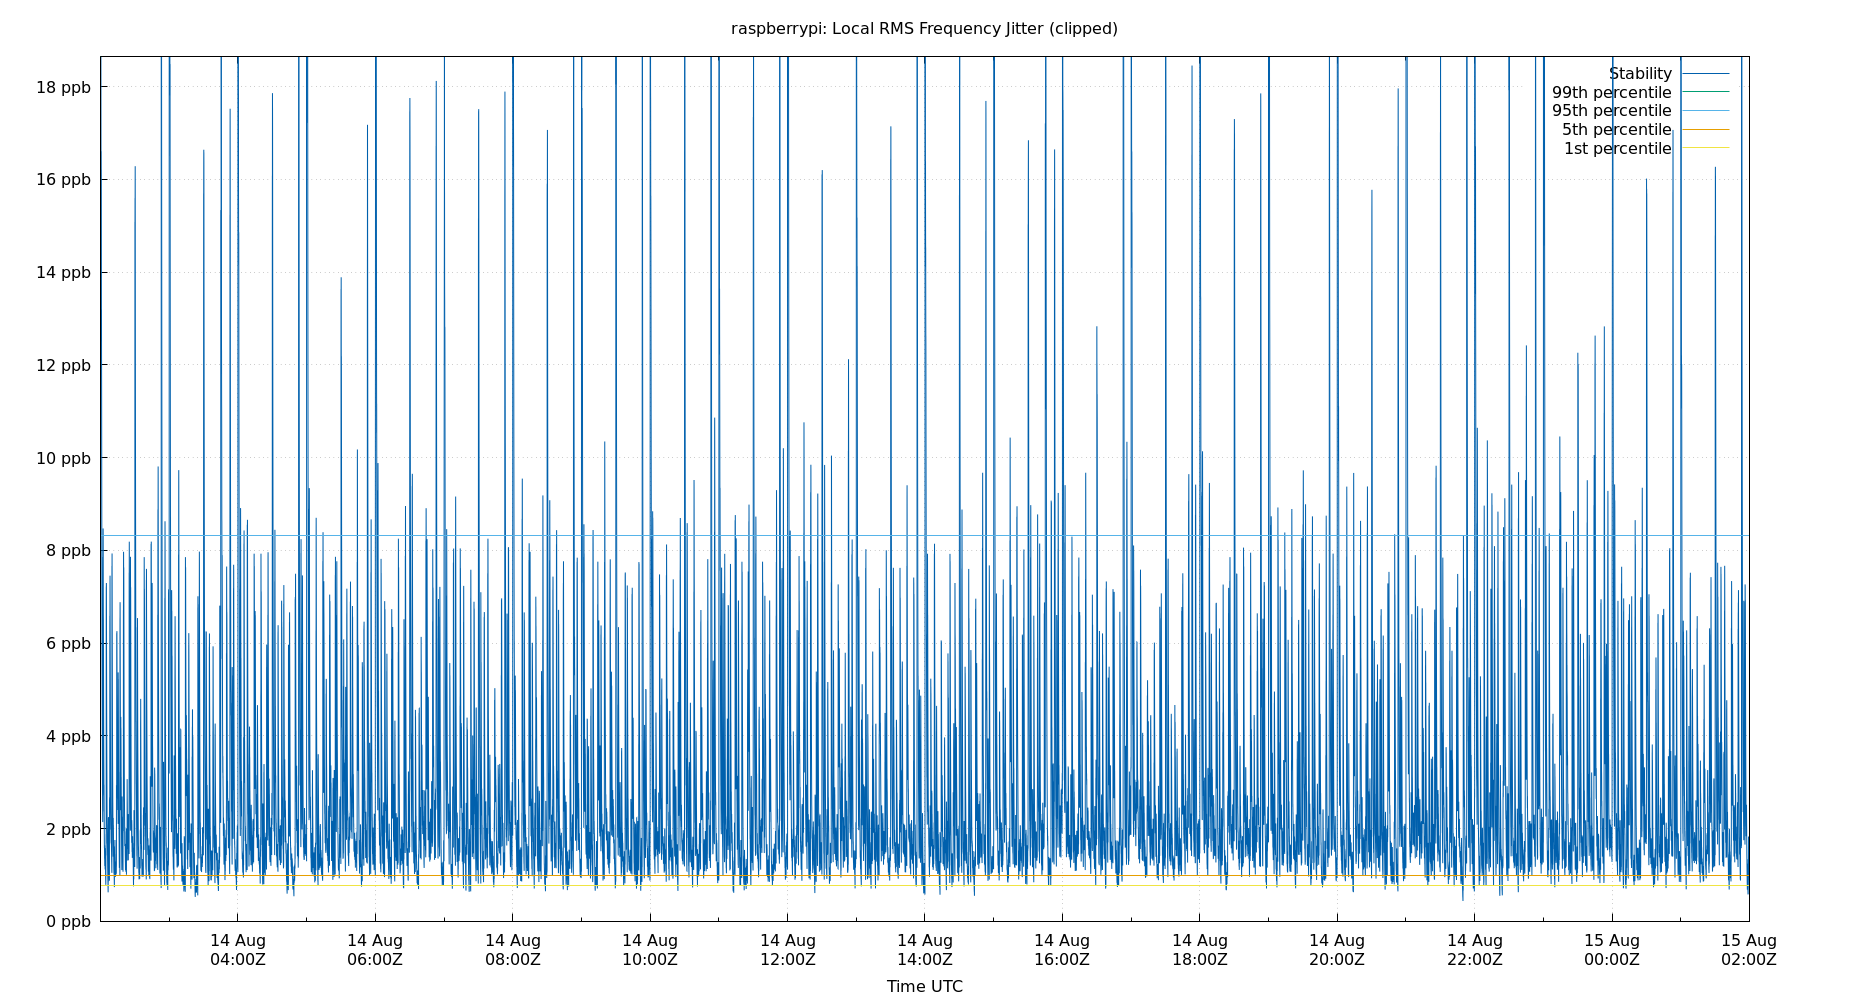 raspberrypi: Local RMS Frequency Jitter (clipped)
Stability
99th percentile
95th percentile
5th percentile
1st percentile
18 ppb
16 ppb
14 ppb
12 ppb
10 ppb
8 ppb
6 ppb
4 ppb
2 ppb
0 ppb
14 Aug 14 Aug 14 Aug 14 Aug 14 Aug 14 Aug 14 Aug 14 Aug 14 Aug 14 Aug 15 Aug 15 Aug
04:00Z 06:00Z 08:00Z 10:00Z 12:00Z 14:00Z 16:00Z 18:00Z 20:00Z 22:00Z 00:00Z 02:00Z
Time UTC